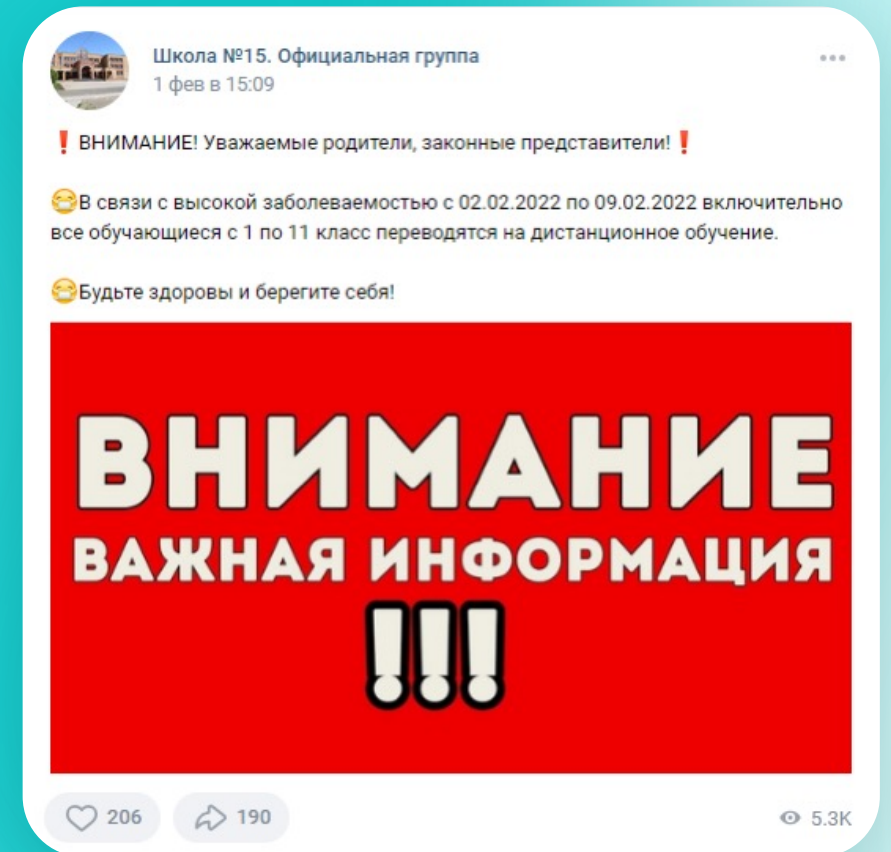 Школа №15. Официальная группа
1 фев в 15:09
❗ ВНИМАНИЕ! Уважаемые родители, законные представители! ❗
😷В связи с высокой заболеваемостью с 02.02.2022 по 09.02.2022 включительно
все обучающиеся с 1 по 11 класс переводятся на дистанционное обучение.
😷Будьте здоровы и берегите себя!
ВНИМАНИЕ
ВАЖНАЯ ИНФОРМАЦИЯ
!!!
206 190 5.3K